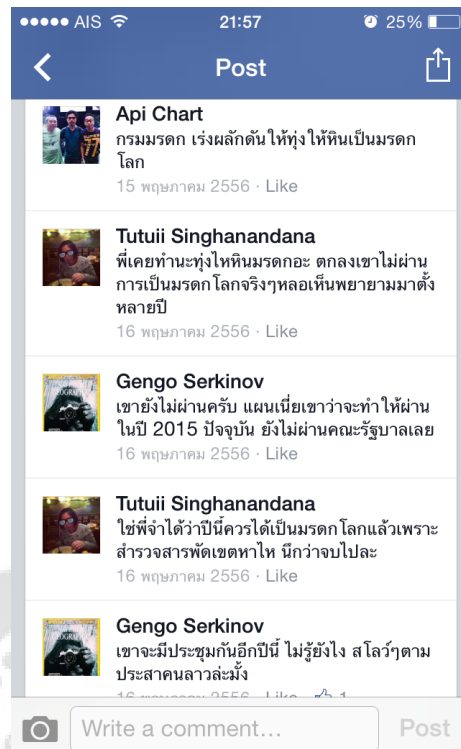 AIS 21:57 25%
Post
Api Chart
กรมมรดก เร่งผลักดันให้ทุ่งให้หินเป็นมรดก
โลก
15 พฤษภาคม 2556 · Like
Tutuii Singhanandana
พี่เคยทำนะทุ่งไหหินมรดกอะ ตกลงเขาไม่ผ่าน
การเป็นมรดกโลกจริงๆหลอเห็นพยายามมาตั้ง
หลายปี
16 พฤษภาคม 2556 · Like
Gengo Serkinov
เขายังไม่ผ่านครับ แผนเนี่ยเขาว่าจะทำให้ผ่าน
ในปี 2015 ปัจจุบัน ยังไม่ผ่านคณะรัฐบาลเลย
16 พฤษภาคม 2556 · Like
Tutuii Singhanandana
ใช่พี่จำได้ว่าปีนี้ควรได้เป็นมรดกโลกแล้วเพราะ
สำรวจสารพัดเขตหาไห นึกว่าจบไปละ
16 พฤษภาคม 2556 · Like
Gengo Serkinov
เขาจะมีประชุมกันอีกปีนี้ ไม่รู้ยังไง สโลว์ๆตาม
ประสาคนลาวล่ะมั้ง
16 พฤษภาคม 2556 · Like 1
Write a comment... Post